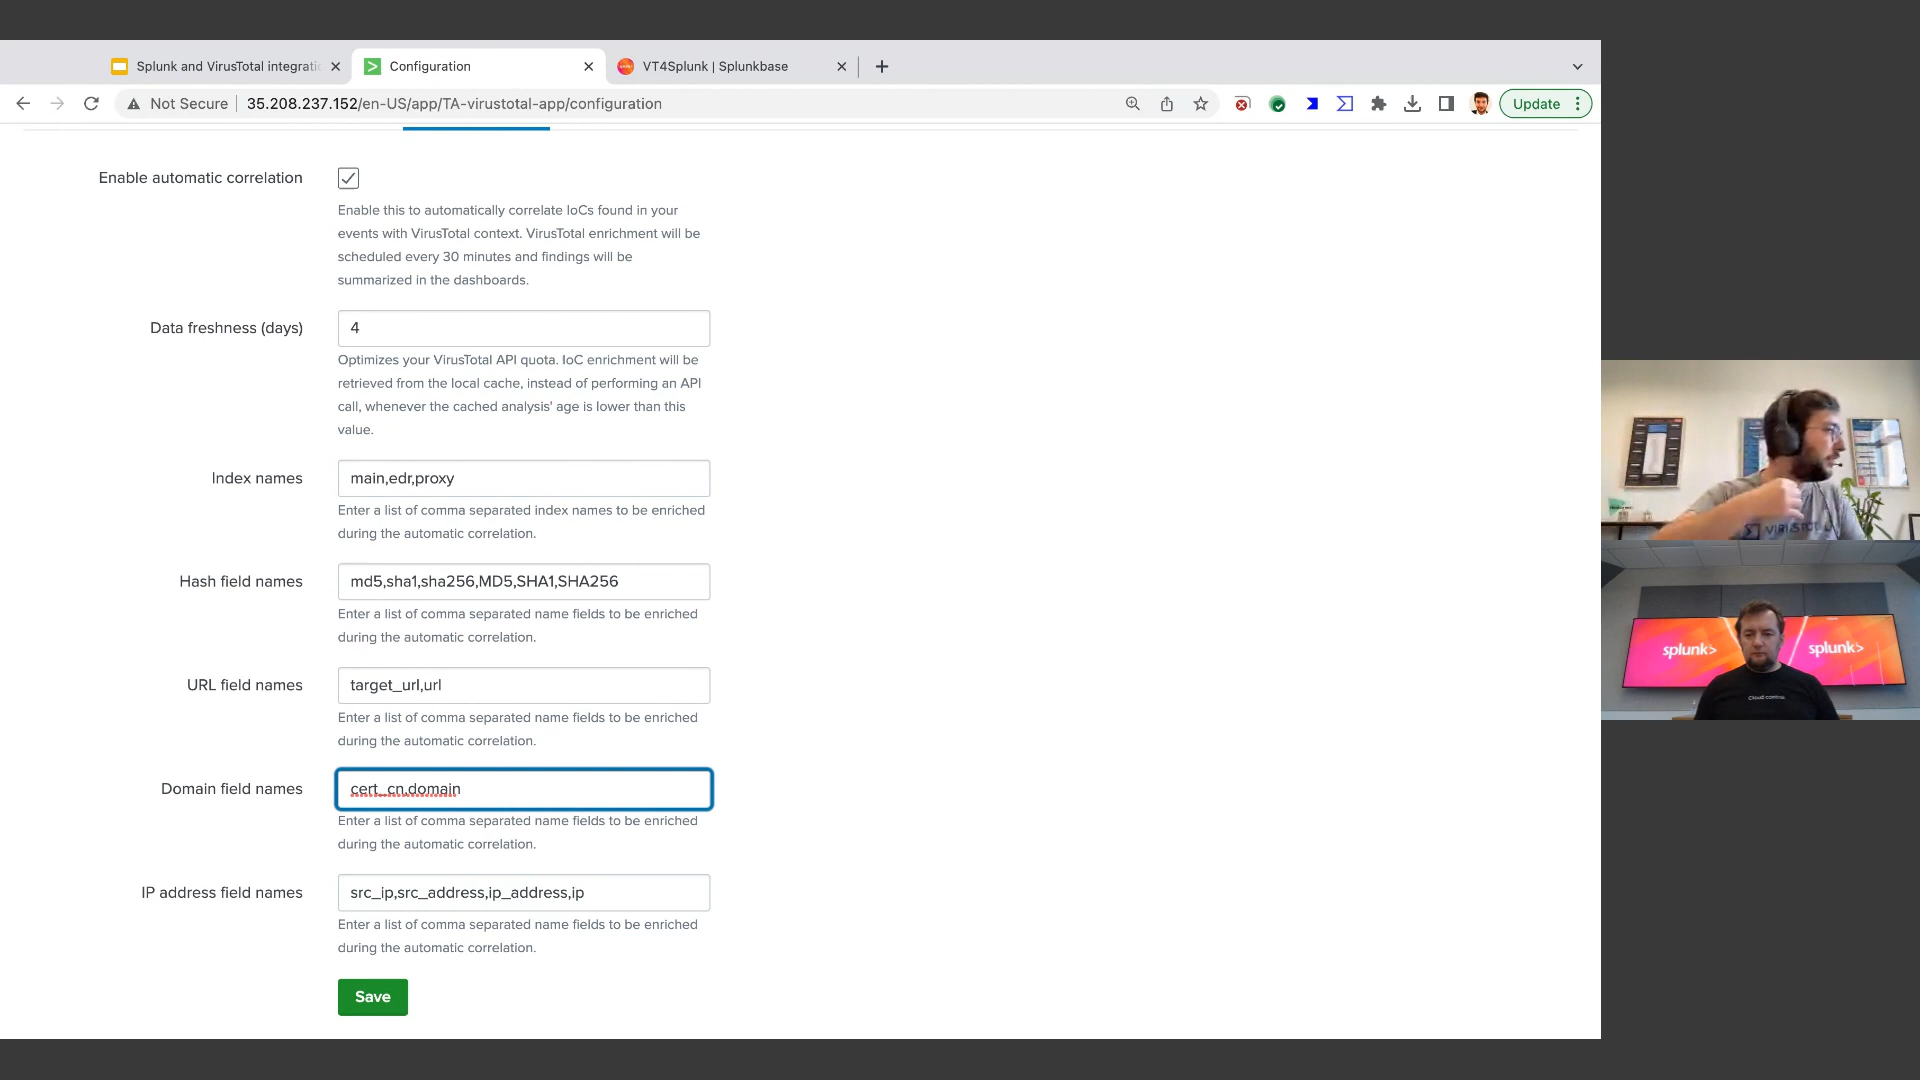 Splunk and VirusTotal integratio
Configuration
VT4Splunk | Splunkbase
Not Secure
35.208.237.152/en-US/app/TA-virustotal-app/configuration
Update
Enable automatic correlation
Enable this to automatically correlate IoCs found in your
events with VirusTotal context. VirusTotal enrichment will be
scheduled every 30 minutes and findings will be
summarized in the dashboards.
Data freshness (days)
4
Optimizes your VirusTotal API quota. IoC enrichment will be
retrieved from the local cache, instead of performing an API
call, whenever the cached analysis' age is lower than this
value.
Index names
main,edr,proxy
Enter a list of comma separated index names to be enriched
during the automatic correlation.
Hash field names
md5,sha1,sha256,MD5,SHA1,SHA256
Enter a list of comma separated name fields to be enriched
during the automatic correlation.
URL field names
target_url,url
Enter a list of comma separated name fields to be enriched
during the automatic correlation.
Domain field names
cert_cn,domain
Enter a list of comma separated name fields to be enriched
during the automatic correlation.
IP address field names
src_ip,src_address,ip_address,ip
Enter a list of comma separated name fields to be enriched
during the automatic correlation.
Save
splunk>
splunk>